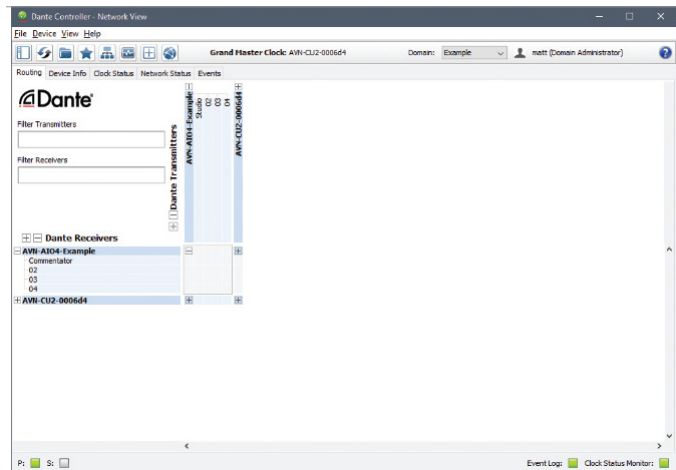 Dante Controller - Network View
File Device View Help
Grand Master Clock: AVN-CU2-0006d4
Domain: Example
matt (Domain Administrator)
Routing Device Info Clock Status Network Status Events
Dante
Filter Transmitters
Filter Receivers
Dante Transmitters
AVN-AIO4-Example
Studio
02
03
04
AVN-CU2-0006d4
Dante Receivers
AVN-AIO4-Example
Commentator
02
03
04
AVN-CU2-0006d4
P: S:
Event Log: Clock Status Monitor: